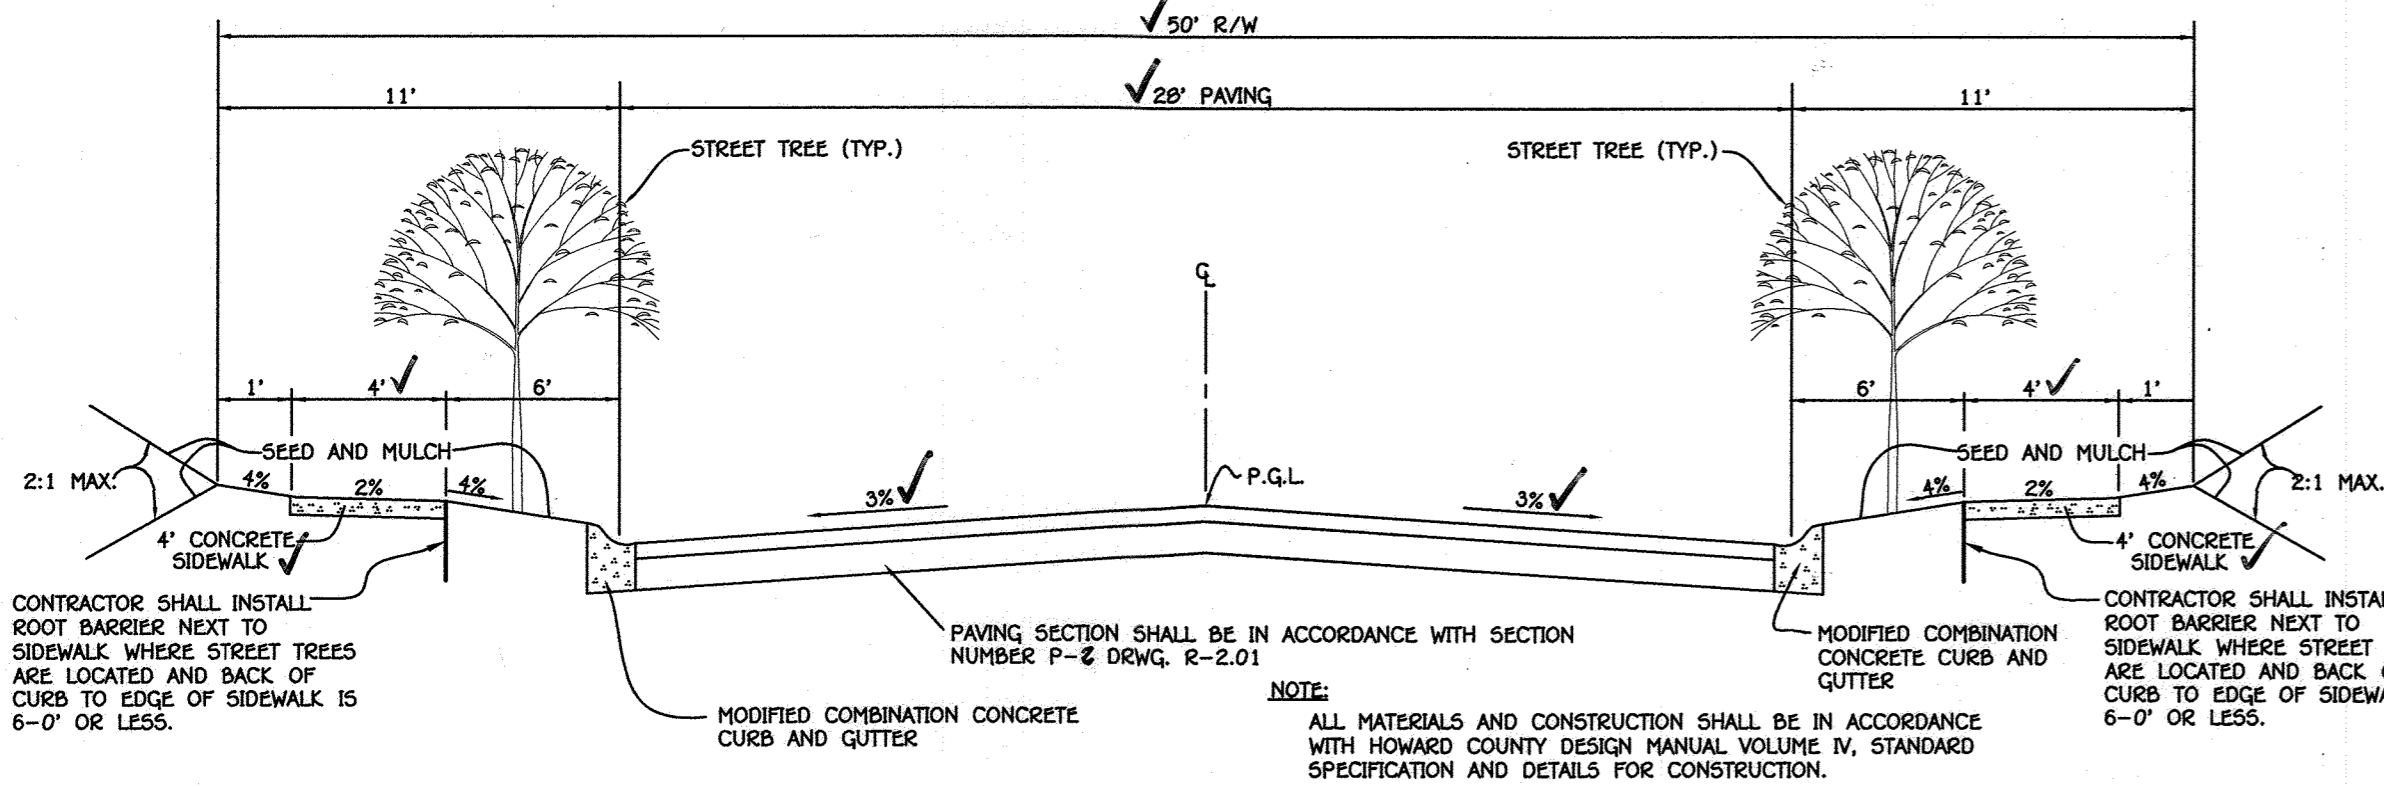 50' R/W
11'
28' PAVING
11'
STREET TREE (TYP.)
STREET TREE (TYP.)
℄
1'
4'
6'
6'
4'
1'
SEED AND MULCH
SEED AND MULCH
2:1 MAX.
4%
2%
4%
3%
P.G.L.
3%
4%
2%
4%
2:1 MAX.
4' CONCRETE
SIDEWALK
4' CONCRETE
SIDEWALK
CONTRACTOR SHALL INSTALL
ROOT BARRIER NEXT TO
SIDEWALK WHERE STREET TREES
ARE LOCATED AND BACK OF
CURB TO EDGE OF SIDEWALK IS
6-0' OR LESS.
MODIFIED COMBINATION CONCRETE
CURB AND GUTTER
PAVING SECTION SHALL BE IN ACCORDANCE WITH SECTION
NUMBER P-2 DRWG. R-2.01
NOTE:
ALL MATERIALS AND CONSTRUCTION SHALL BE IN ACCORDANCE
WITH HOWARD COUNTY DESIGN MANUAL VOLUME IV, STANDARD
SPECIFICATION AND DETAILS FOR CONSTRUCTION.
MODIFIED COMBINATION
CONCRETE CURB AND
GUTTER
CONTRACTOR SHALL
ROOT BARRIER NEXT TO
SIDEWALK WHERE STREET
ARE LOCATED AND BACK
CURB TO EDGE OF
6-0' OR LESS.